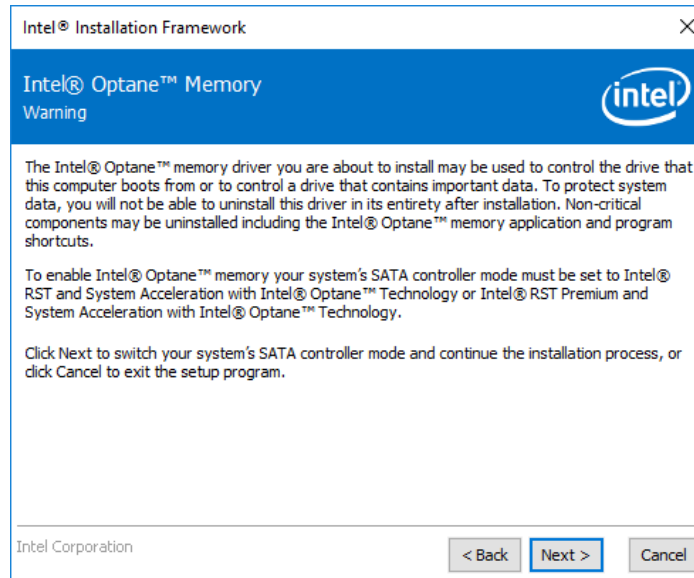 Intel® Installation Framework
Intel® Optane™ Memory
Warning
intel
The Intel® Optane™ memory driver you are about to install may be used to control the drive that
this computer boots from or to control a drive that contains important data. To protect system
data, you will not be able to uninstall this driver in its entirety after installation. Non-critical
components may be uninstalled including the Intel® Optane™ memory application and program
shortcuts.
To enable Intel® Optane™ memory your system's SATA controller mode must be set to Intel®
RST and System Acceleration with Intel® Optane™ Technology or Intel® RST Premium and
System Acceleration with Intel® Optane™ Technology.
Click Next to switch your system's SATA controller mode and continue the installation process, or
click Cancel to exit the setup program.
Intel Corporation
< Back
Next >
Cancel